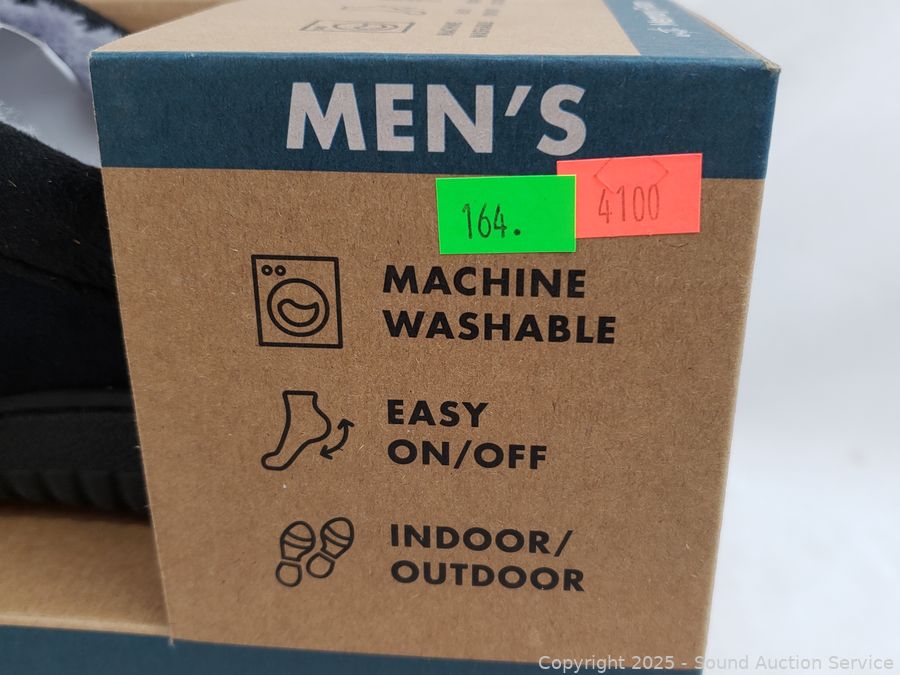 MEN'S
164.
4100
MACHINE
WASHABLE
EASY
ON/OFF
INDOOR/
OUTDOOR
Copyright 2025 - Sound Auction Service